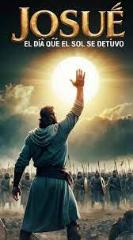 JOSUÉ
EL DÍA QUE EL SOL SE DETUVO